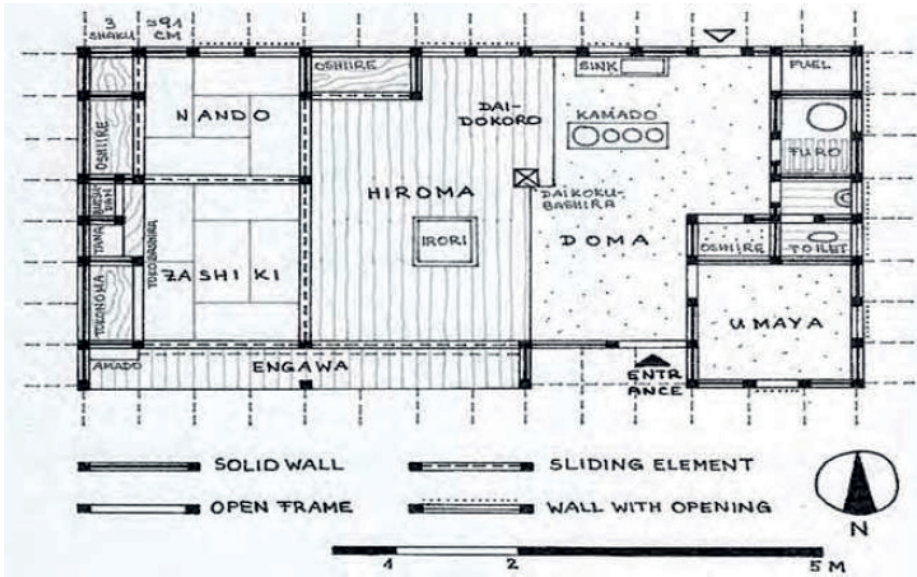 3
SHAKU
≈91
CM
OSHIIRE
SINK
FUEL
NANDO
DAI-
DOKORO
KAMADO
OSHIIRE
FURO
HIROMA
DAIKOKU-
BASHIRA
TANA
TOKOBASHIRA
IRORI
DOMA
OSHIIRE
TOILET
ZASHIKI
TOKONOMA
UMAYA
AMADO
ENGAWA
ENTR
ANCE
SOLID WALL
SLIDING ELEMENT
OPEN FRAME
WALL WITH OPENING
N
1
2
5 M